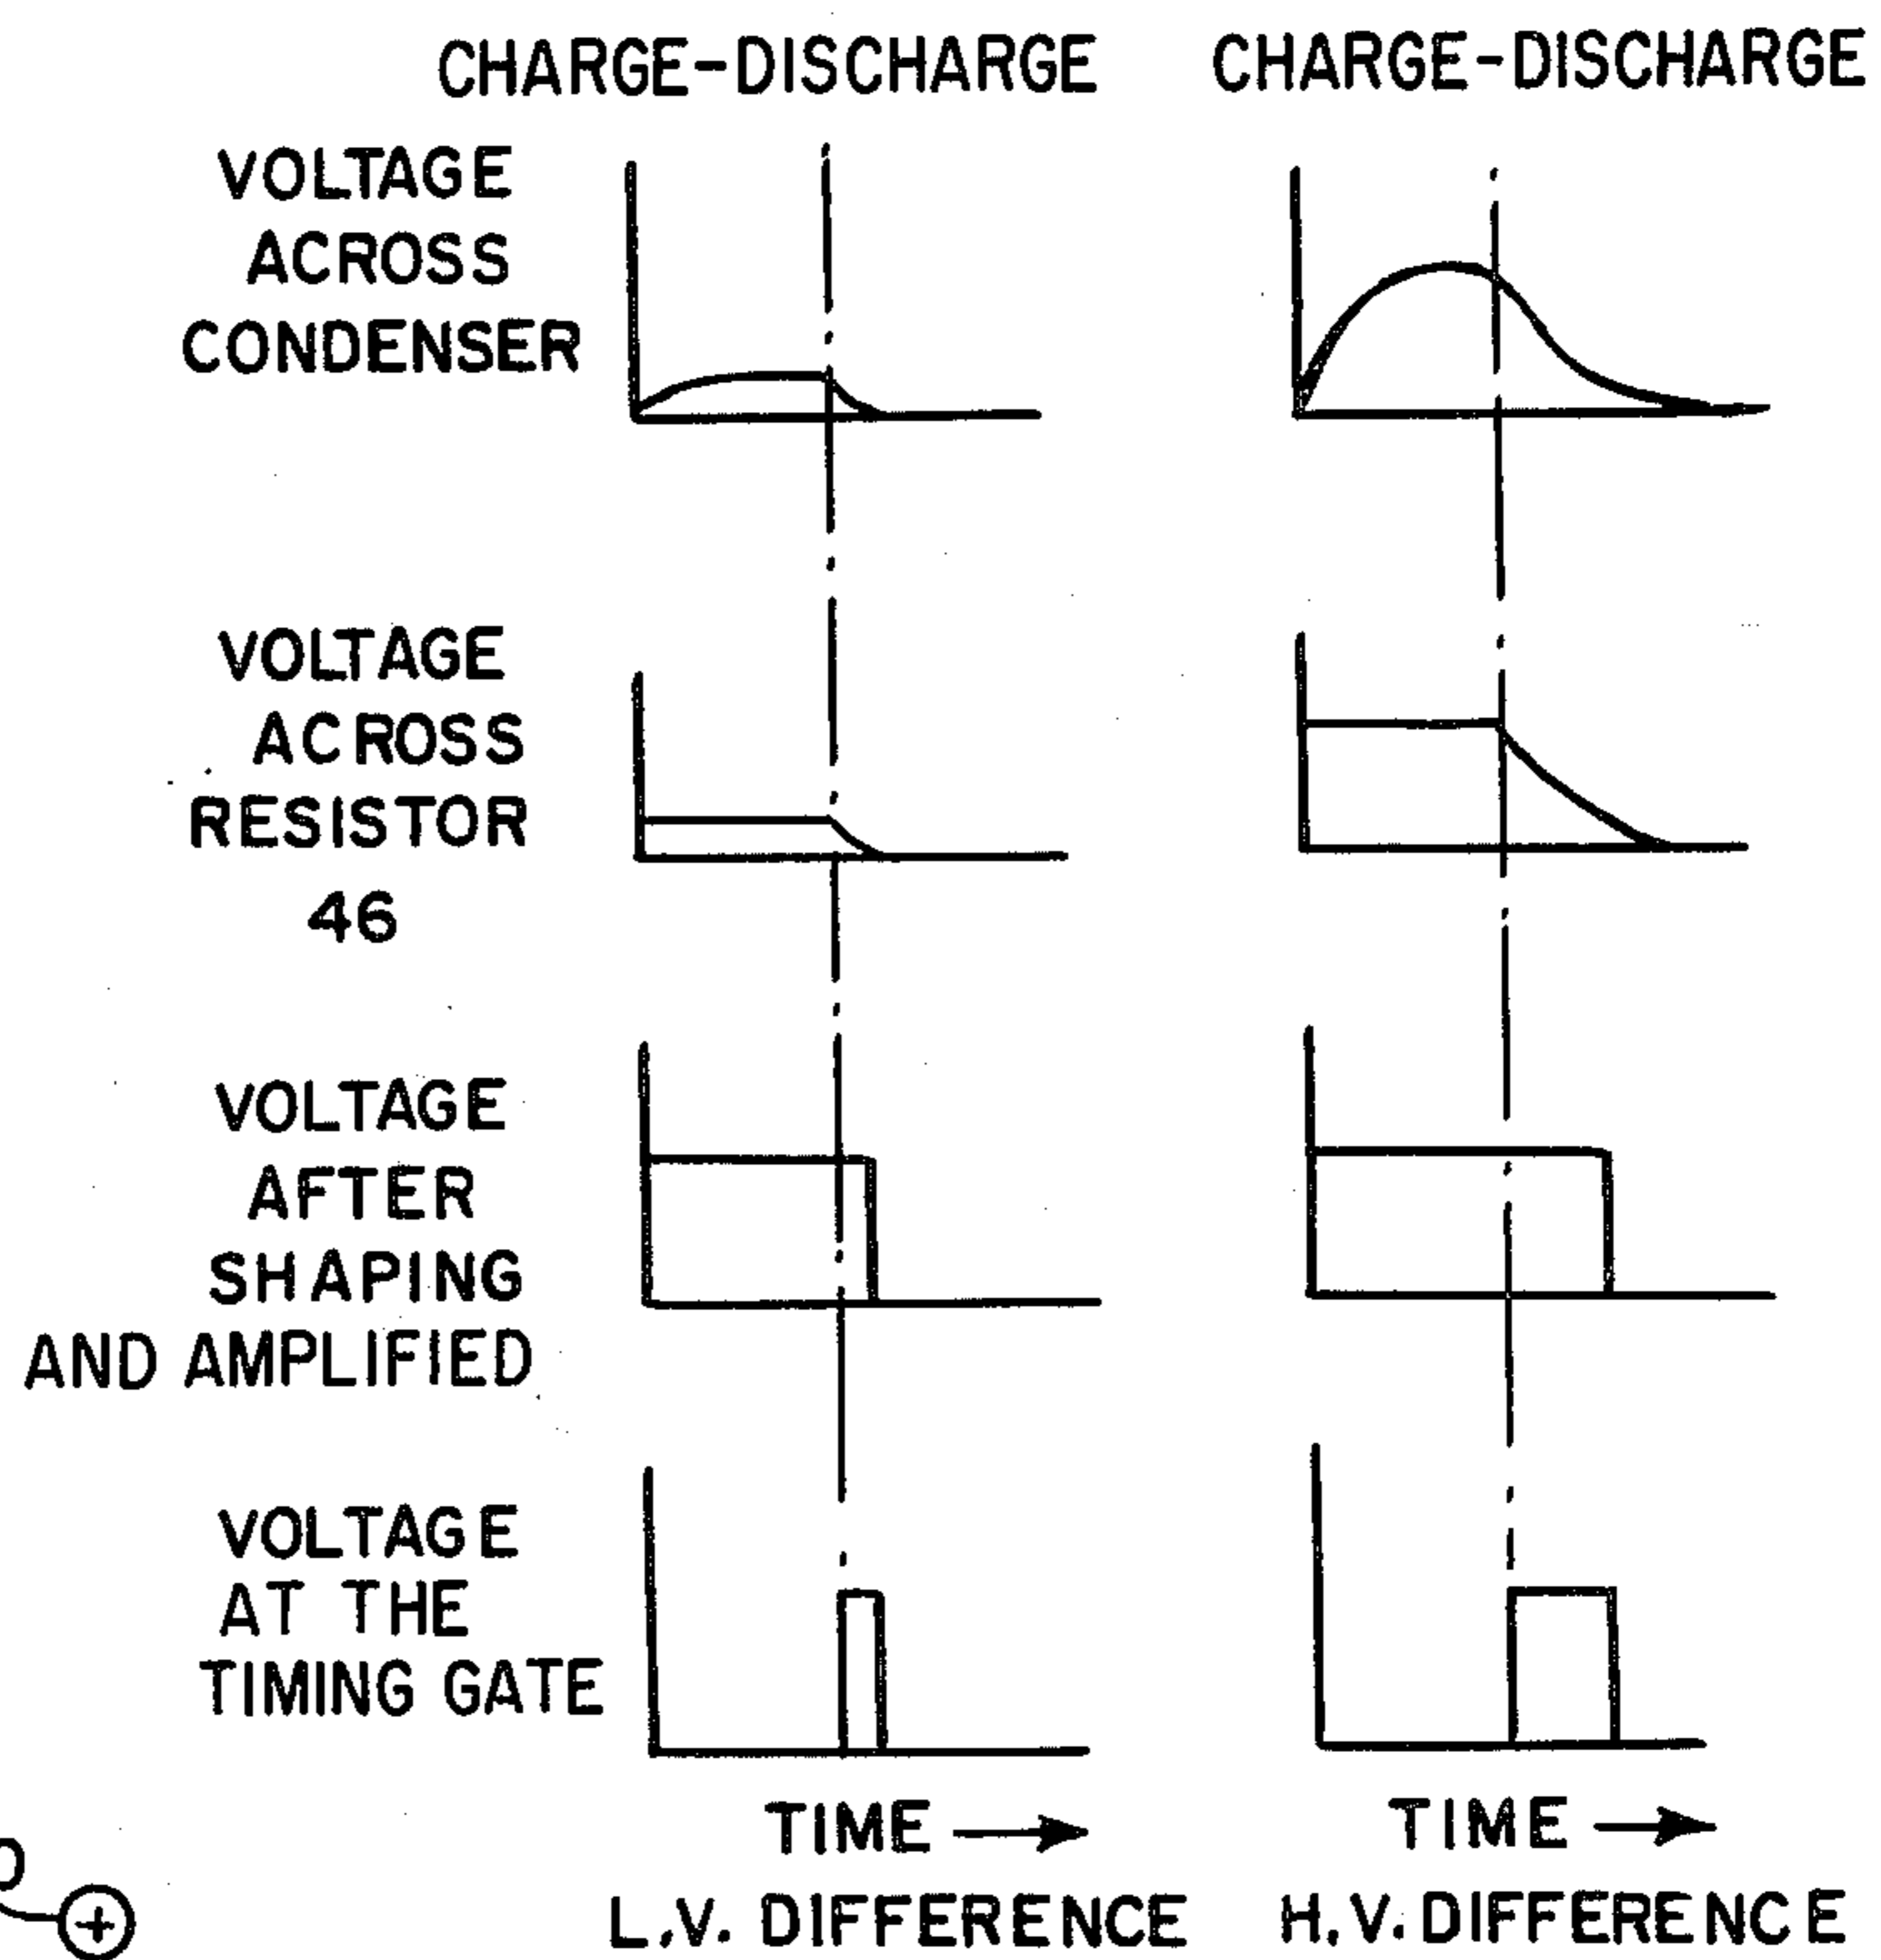 CHARGE-DISCHARGE CHARGE-DISCHARGE
VOLTAGE
ACROSS
CONDENSER
VOLTAGE
ACROSS
RESISTOR
46
VOLTAGE
AFTER
SHAPING
AND AMPLIFIED
VOLTAGE
AT THE
TIMING GATE
TIME TIME
L.V. DIFFERENCE H.V. DIFFERENCE
+